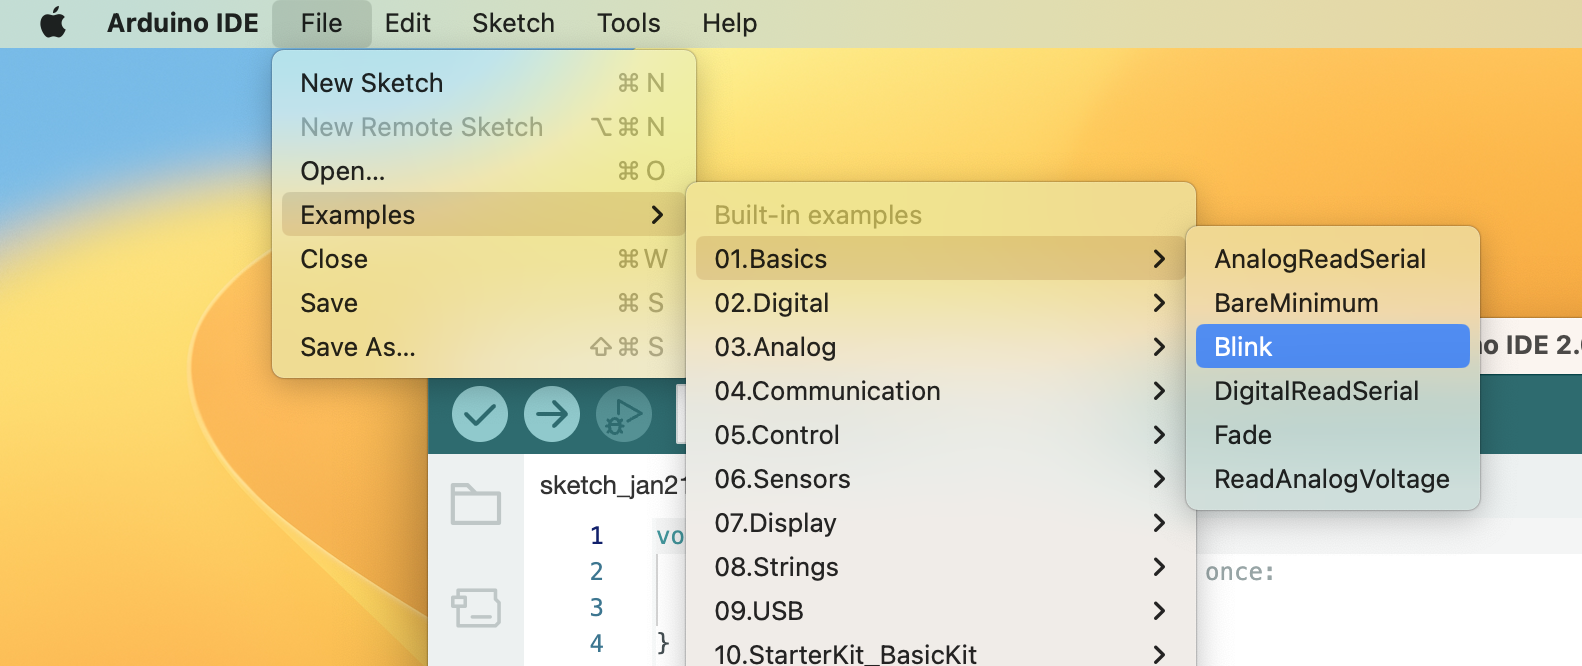 Arduino IDE File Edit Sketch Tools Help
New Sketch ⌘ N
New Remote Sketch ⌥ ⌘ N
Open... ⌘ O
Examples
Close ⌘ W
Save ⌘ S
Save As... ⇧ ⌘ S
Built-in examples
01.Basics
02.Digital
03.Analog
04.Communication
05.Control
06.Sensors
07.Display
08.Strings
09.USB
10.StarterKit_BasicKit
AnalogReadSerial
BareMinimum
Blink
DigitalReadSerial
Fade
ReadAnalogVoltage
IDE 2.
sketch_jan21
1 vo
2 once:
3
4 }